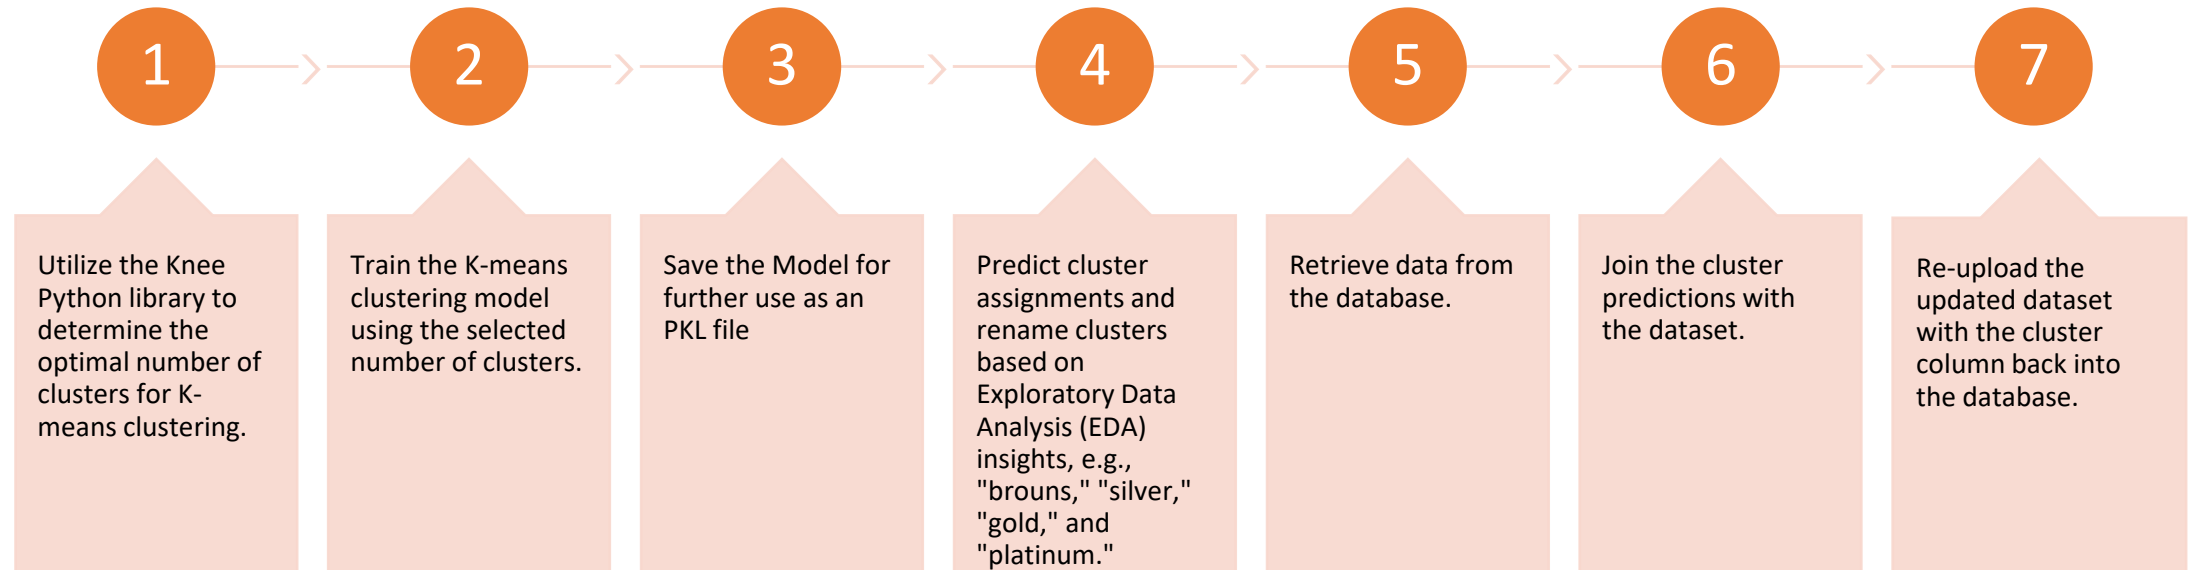 1
2
3
4
5
6
7
Utilize the Knee
Python library to
determine the
optimal number of
clusters for K-
means clustering.
Train the K-means
clustering model
using the selected
number of clusters.
Save the Model for
further use as an
PKL file
Predict cluster
assignments and
rename clusters
based on
Exploratory Data
Analysis (EDA)
insights, e.g.,
"brouns," "silver,"
"gold," and
"platinum."
Retrieve data from
the database.
Join the cluster
predictions with
the dataset.
Re-upload the
updated dataset
with the cluster
column back into
the database.